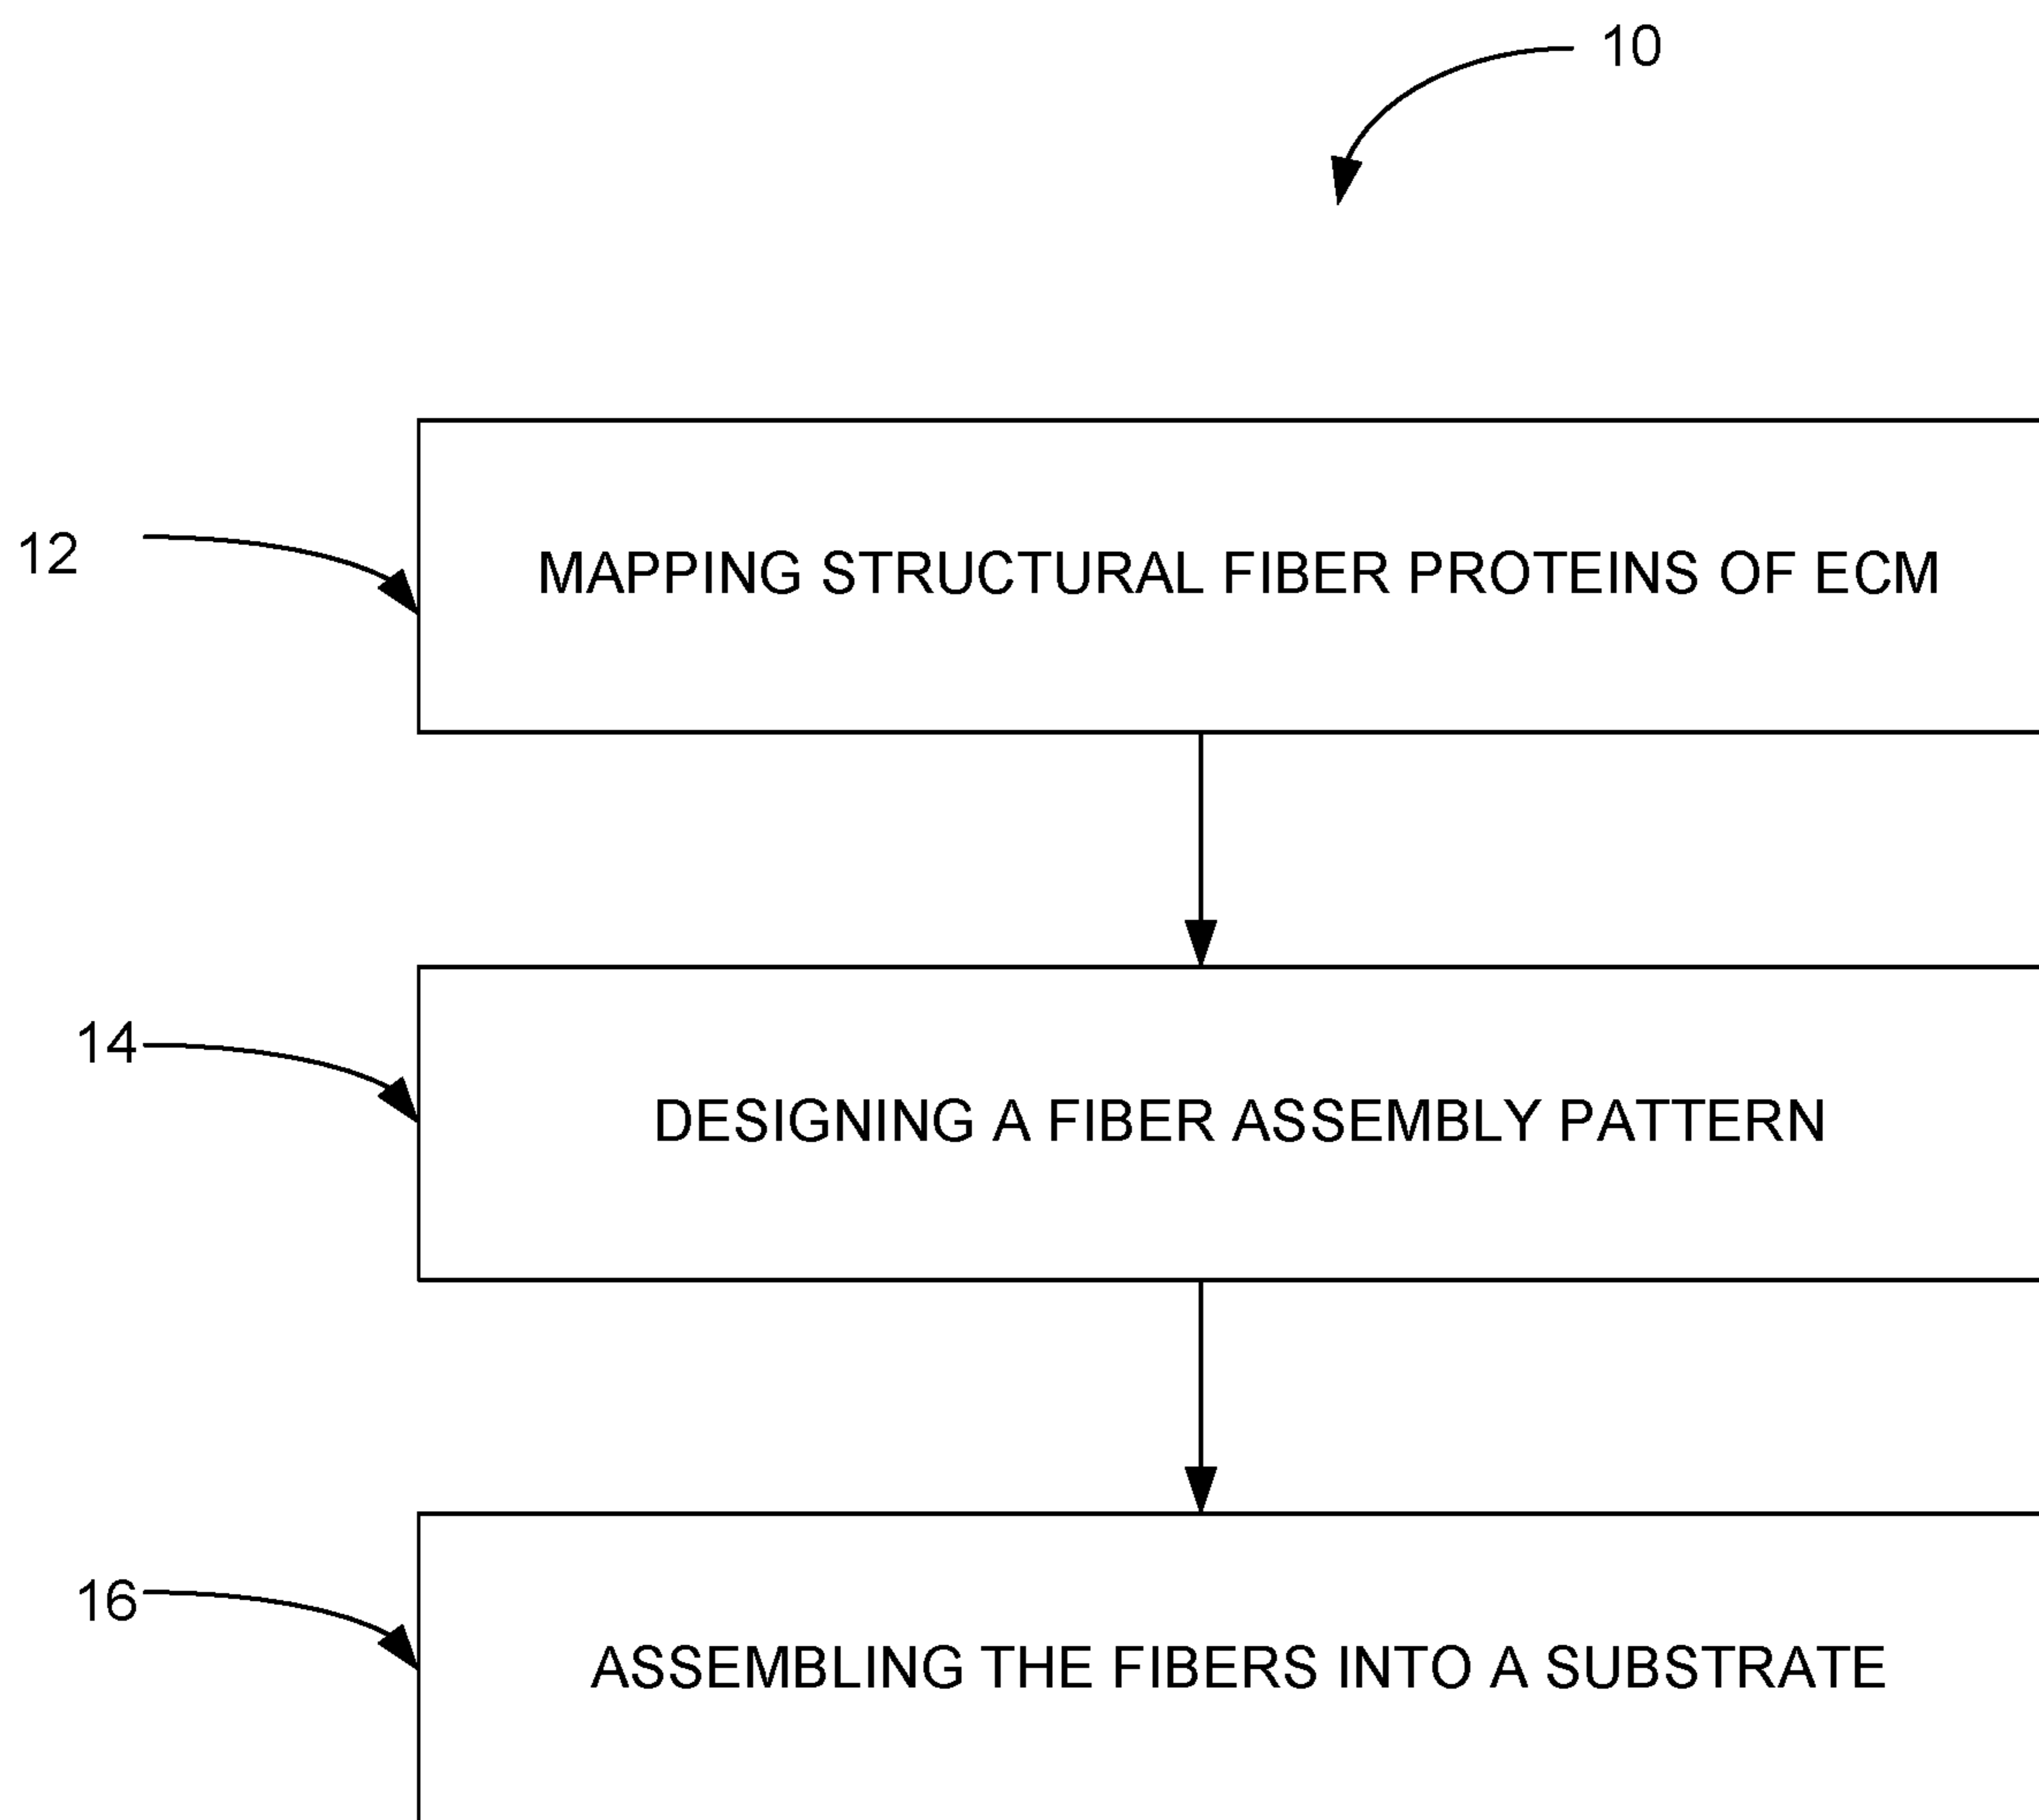 10
12
MAPPING STRUCTURAL FIBER PROTEINS OF ECM
14
DESIGNING A FIBER ASSEMBLY PATTERN
16
ASSEMBLING THE FIBERS INTO A SUBSTRATE